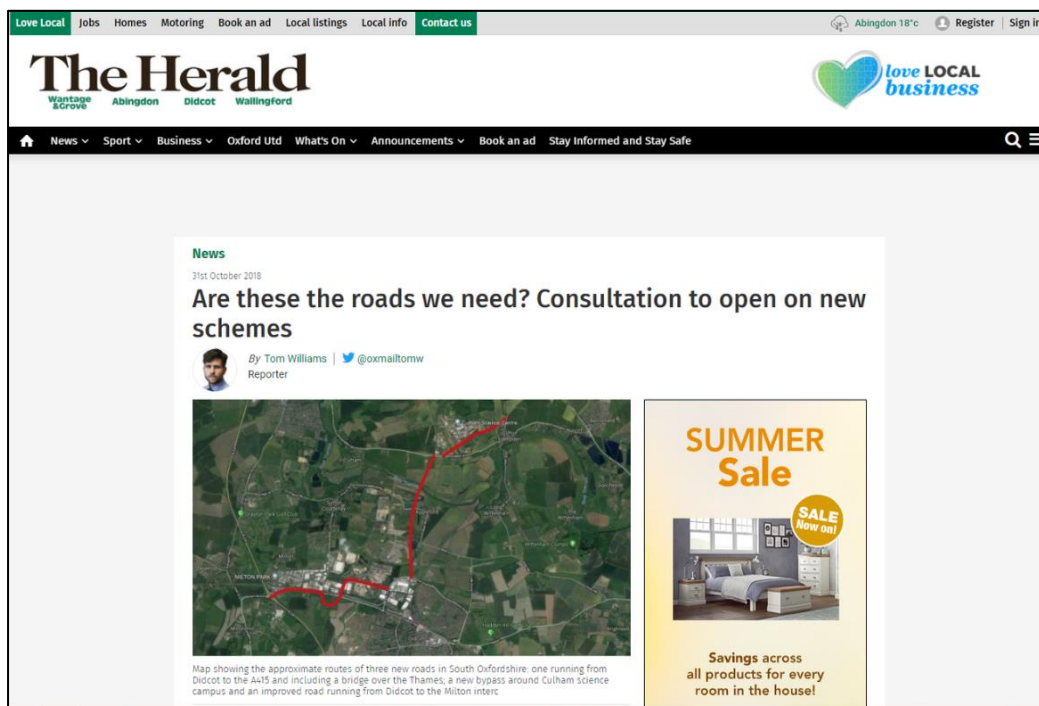 Love Local Jobs Homes Motoring Book an ad Local listings Local info Contact us Abingdon 18°c Register Sign in
The Herald
Wantage &Grove Abingdon Didcot Wallingford
love LOCAL
business
News Sport Business Oxford Utd What's On Announcements Book an ad Stay Informed and Stay Safe
News
31st October 2018
Are these the roads we need? Consultation to open on new
schemes
By Tom Williams @oxmailtomw
Reporter
MILTON PARK
SUMMER
Sale
SALE
Now on!
Savings across
all products for every
room in the house!
Map showing the approximate routes of three new roads in South Oxfordshire: one running from
Didcot to the A415 and including a bridge over the Thames; a new bypass around Culham science
campus and an improved road running from Didcot to the Milton interc